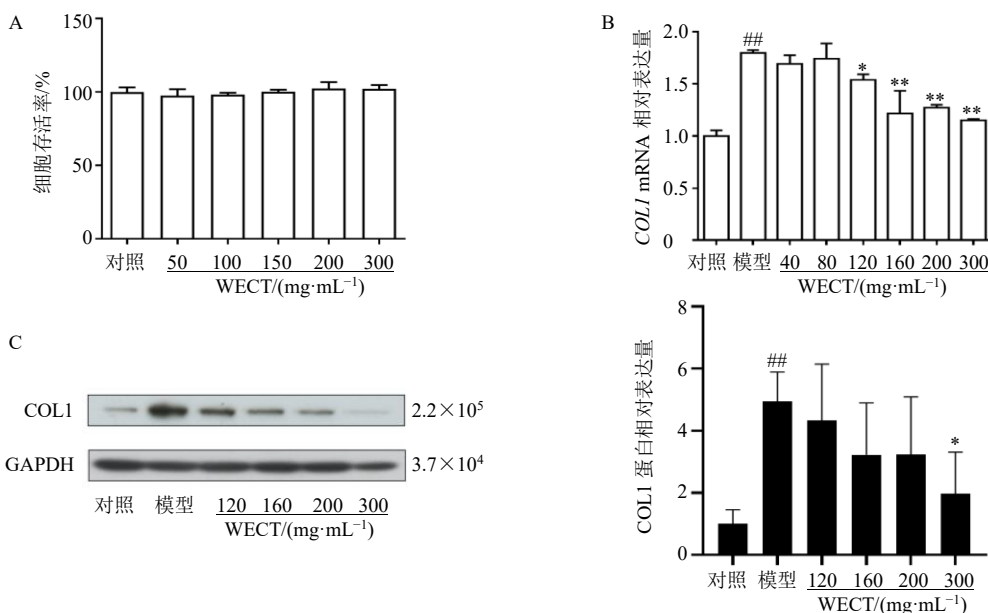 A
150
100
50
0
细胞存活率/%
对照 50 100 150 200 300
WECT/(mg·mL⁻¹)
B
2.0
1.5
1.0
0.5
0
COL1 mRNA 相对表达量
##
*
**
**
**
对照 模型 40 80 120 160 200 300
WECT/(mg·mL⁻¹)
C
COL1 2.2×10⁵
GAPDH 3.7×10⁴
对照 模型 120 160 200 300
WECT/(mg·mL⁻¹)
8
6
4
2
0
COL1 蛋白相对表达量
##
*
对照 模型 120 160 200 300
WECT/(mg·mL⁻¹)